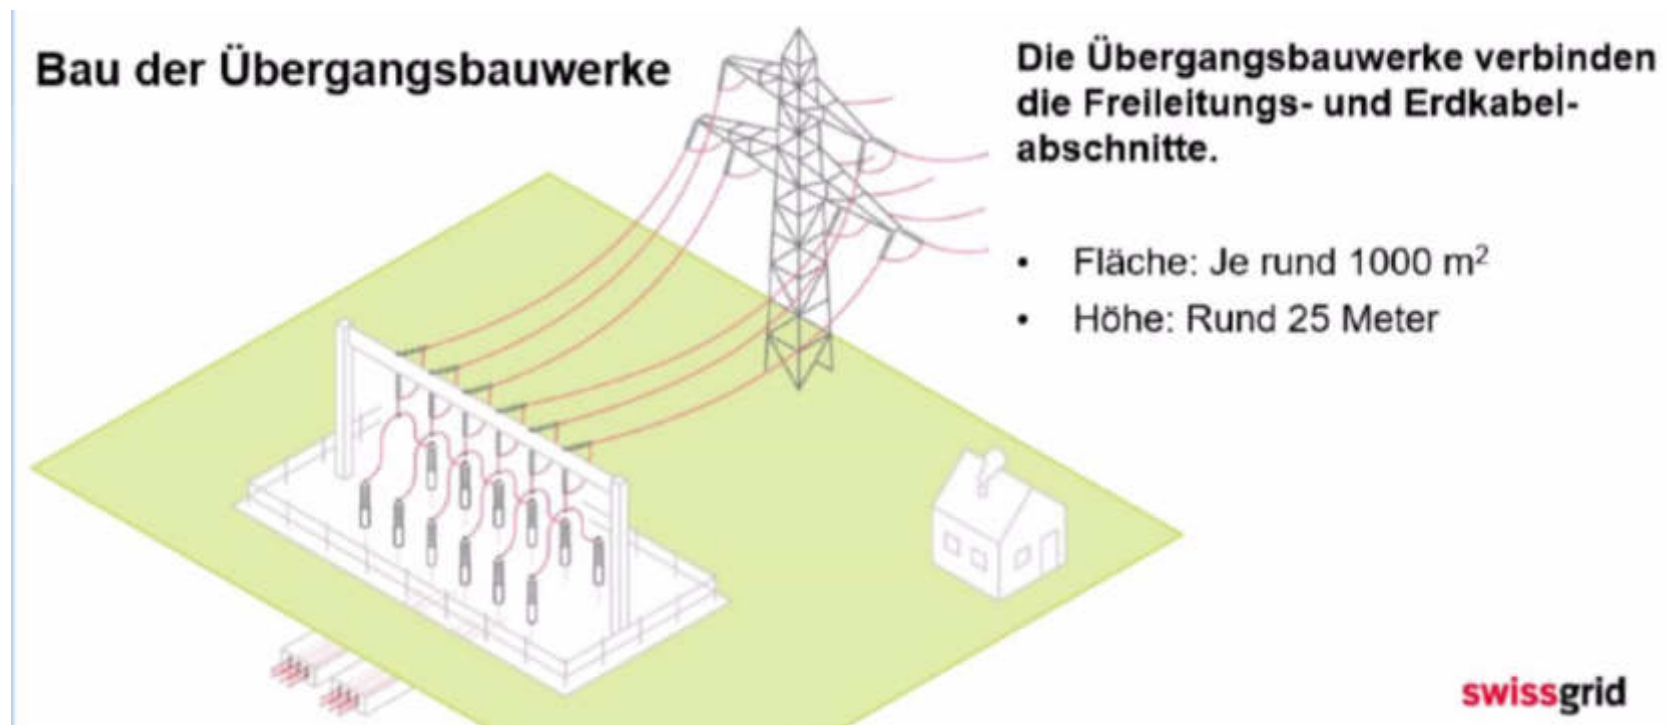 Bau der Übergangsbauwerke
Die Übergangsbauwerke verbinden
die Freileitungs- und Erdkabel-
abschnitte.
• Fläche: Je rund 1000 m²
• Höhe: Rund 25 Meter
swissgrid